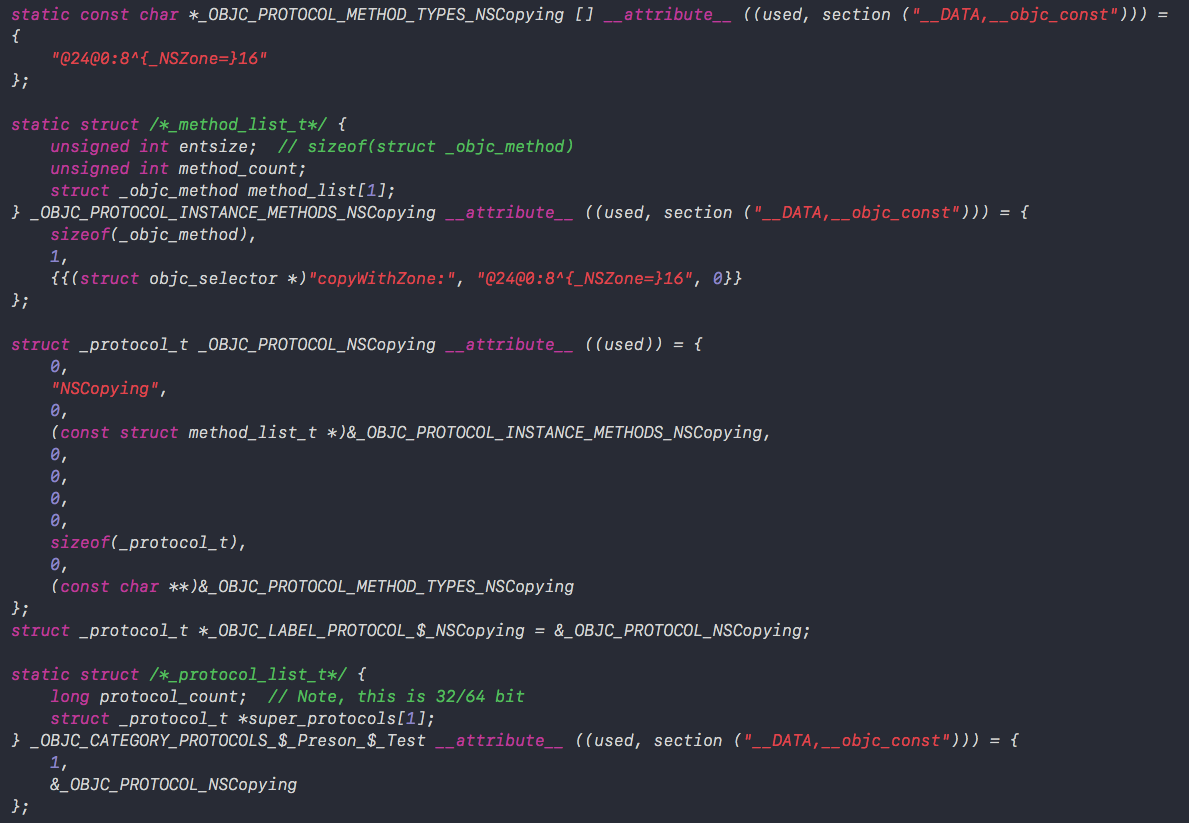 static const char *_OBJC_PROTOCOL_METHOD_TYPES_NSCopying [] __attribute__ ((used, section ("__DATA,__objc_const"))) =
{
    "@24@0:8^{_NSZone=}16"
};

static struct /*_method_list_t*/ {
    unsigned int entsize;  // sizeof(struct _objc_method)
    unsigned int method_count;
    struct _objc_method method_list[1];
} _OBJC_PROTOCOL_INSTANCE_METHODS_NSCopying __attribute__ ((used, section ("__DATA,__objc_const"))) = {
    sizeof(_objc_method),
    1,
    {{(struct objc_selector *)"copyWithZone:", "@24@0:8^{_NSZone=}16", 0}}
};

struct _protocol_t _OBJC_PROTOCOL_NSCopying __attribute__ ((used)) = {
    0,
    "NSCopying",
    0,
    (const struct method_list_t *)&_OBJC_PROTOCOL_INSTANCE_METHODS_NSCopying,
    0,
    0,
    0,
    0,
    sizeof(_protocol_t),
    0,
    (const char **)&_OBJC_PROTOCOL_METHOD_TYPES_NSCopying
};
struct _protocol_t *_OBJC_LABEL_PROTOCOL_$_NSCopying = &_OBJC_PROTOCOL_NSCopying;

static struct /*_protocol_list_t*/ {
    long protocol_count;  // Note, this is 32/64 bit
    struct _protocol_t *super_protocols[1];
} _OBJC_CATEGORY_PROTOCOLS_$_Preson_$_Test __attribute__ ((used, section ("__DATA,__objc_const"))) = {
    1,
    &_OBJC_PROTOCOL_NSCopying
};